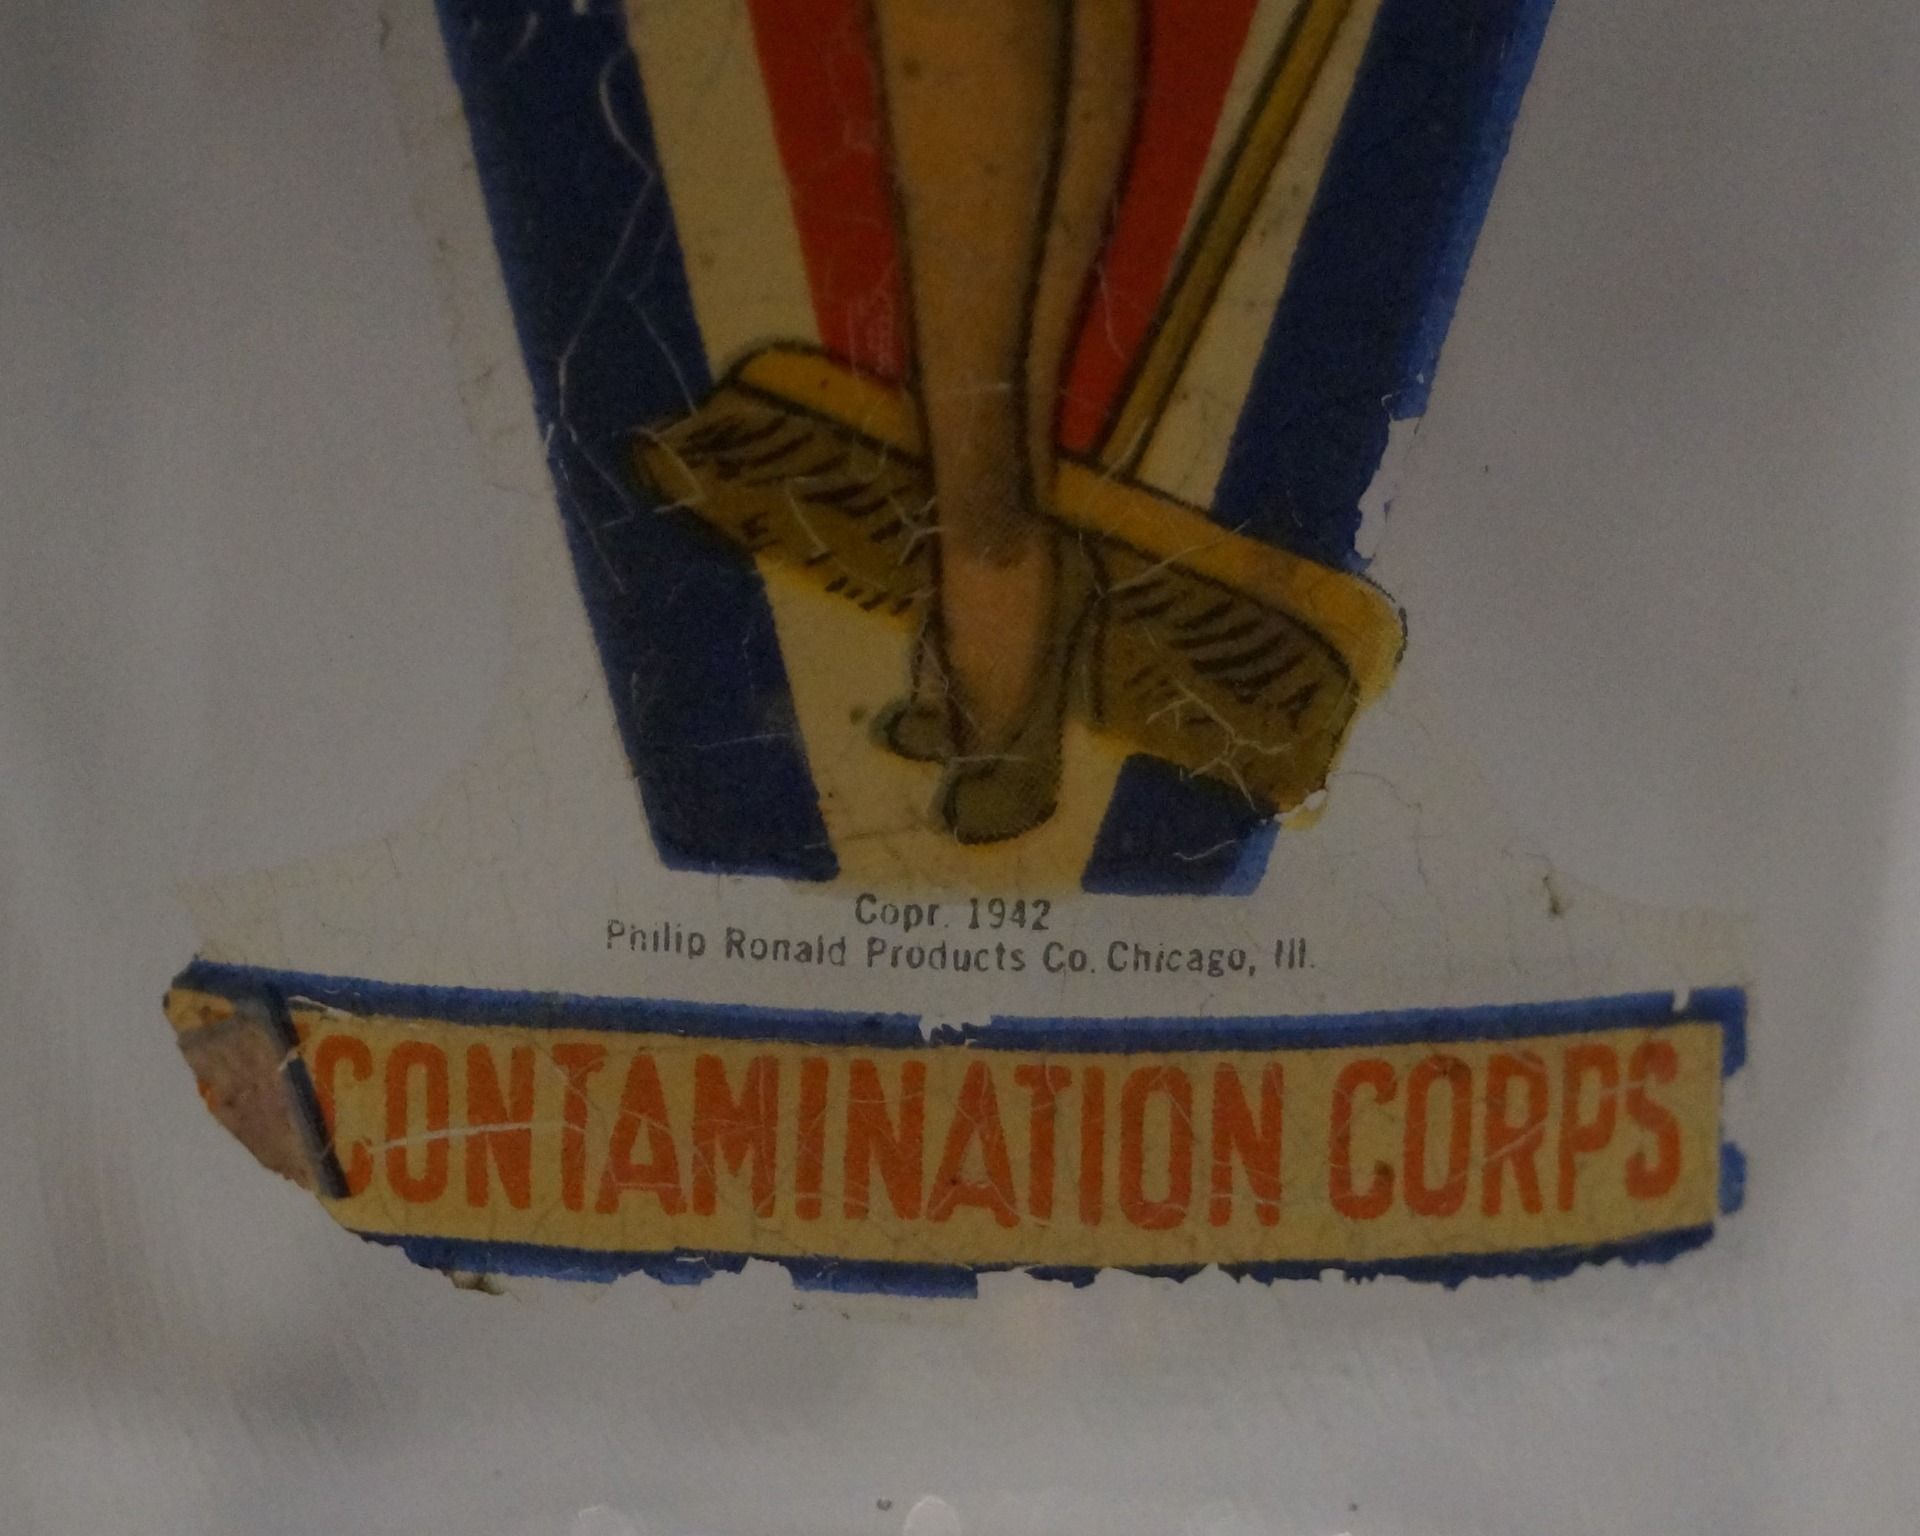 Copr. 1942
Philip Ronald Products Co. Chicago, Ill.
CONTAMINATION CORPS